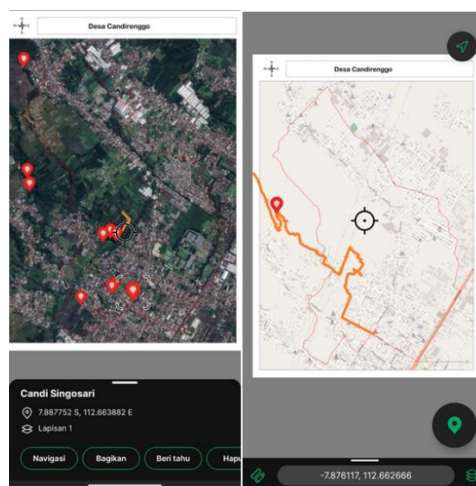 Desa Candirenggo
Candi Singosari
7.887752 S, 112.663882 E
Lapisan 1
Navigasi
Bagikan
Beri tahu
Hapu
Desa Candirenggo
-7.876117, 112.662666